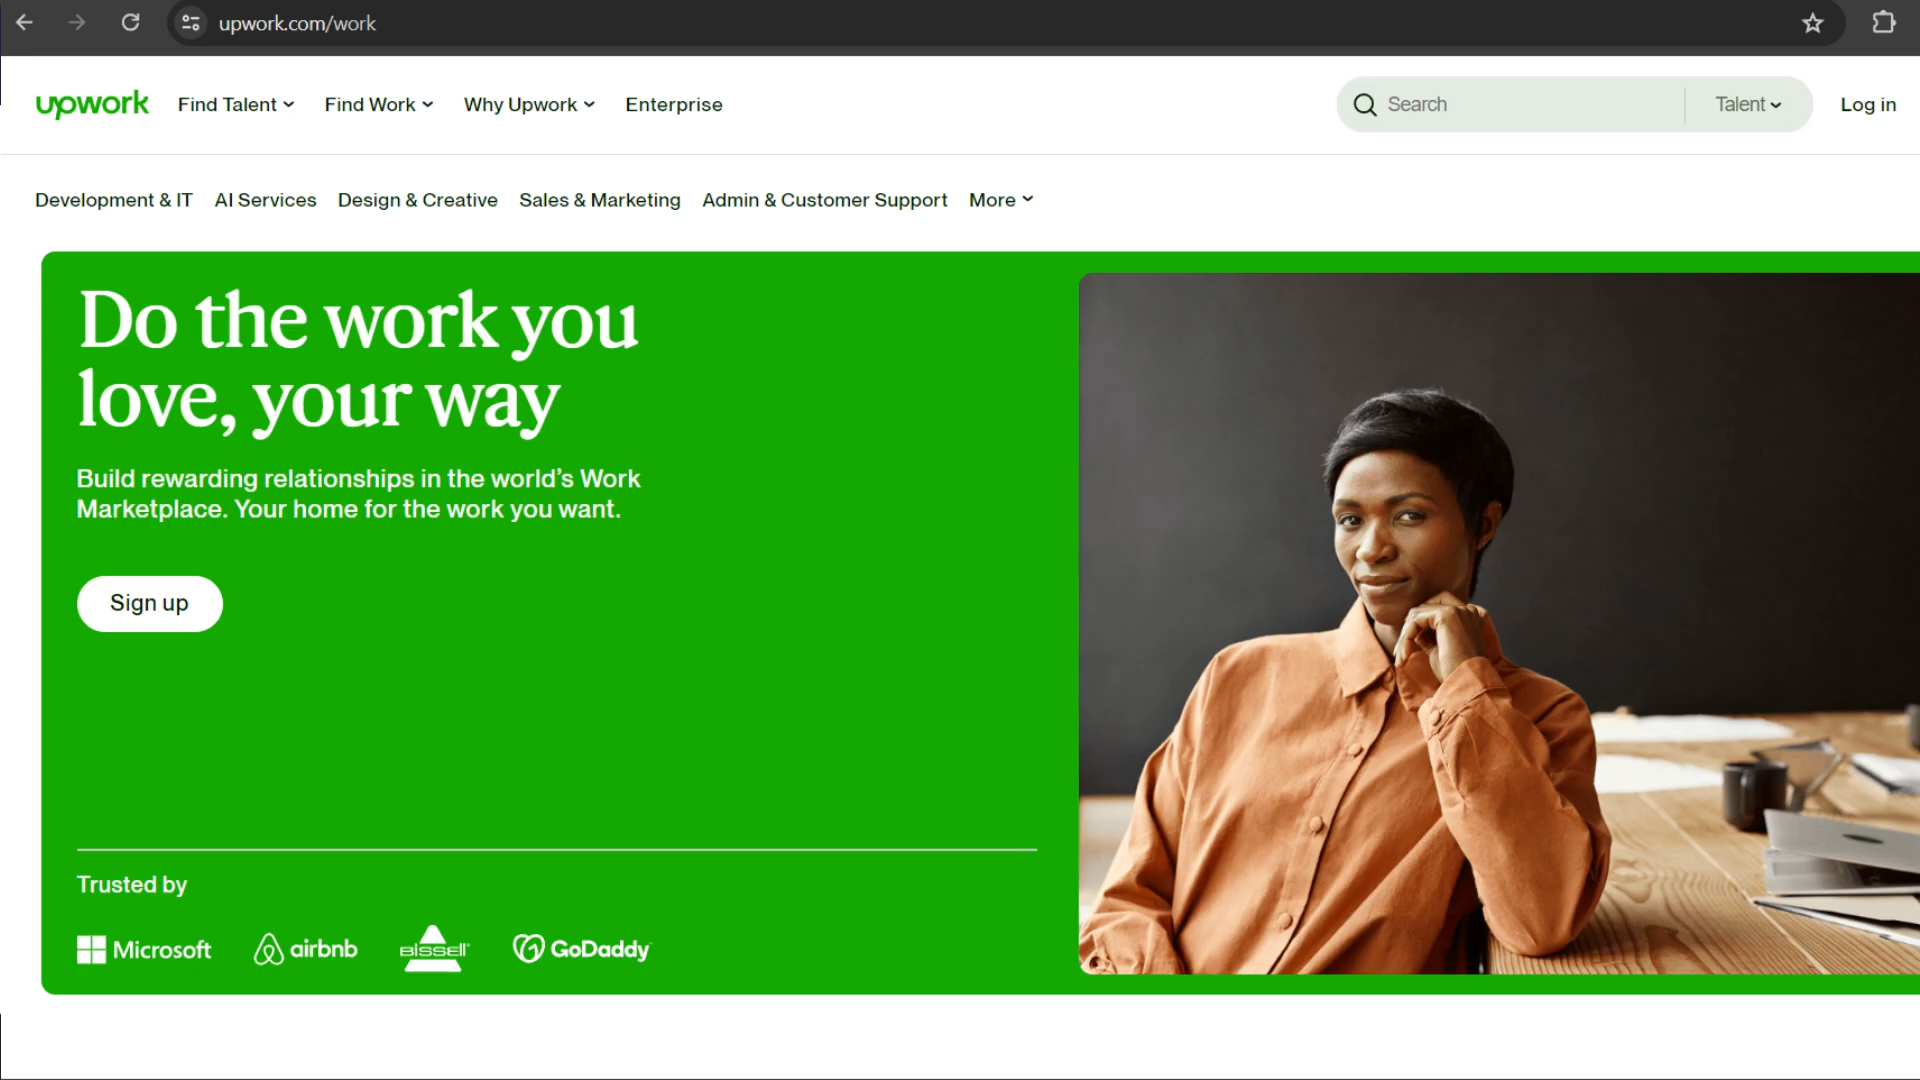 upwork.com/work
upwork Find Talent Find Work Why Upwork Enterprise Search Talent Log in
Development & IT AI Services Design & Creative Sales & Marketing Admin & Customer Support More
Do the work you
love, your way
Build rewarding relationships in the world’s Work
Marketplace. Your home for the work you want.
Sign up
Trusted by
Microsoft airbnb BISSELL GoDaddy